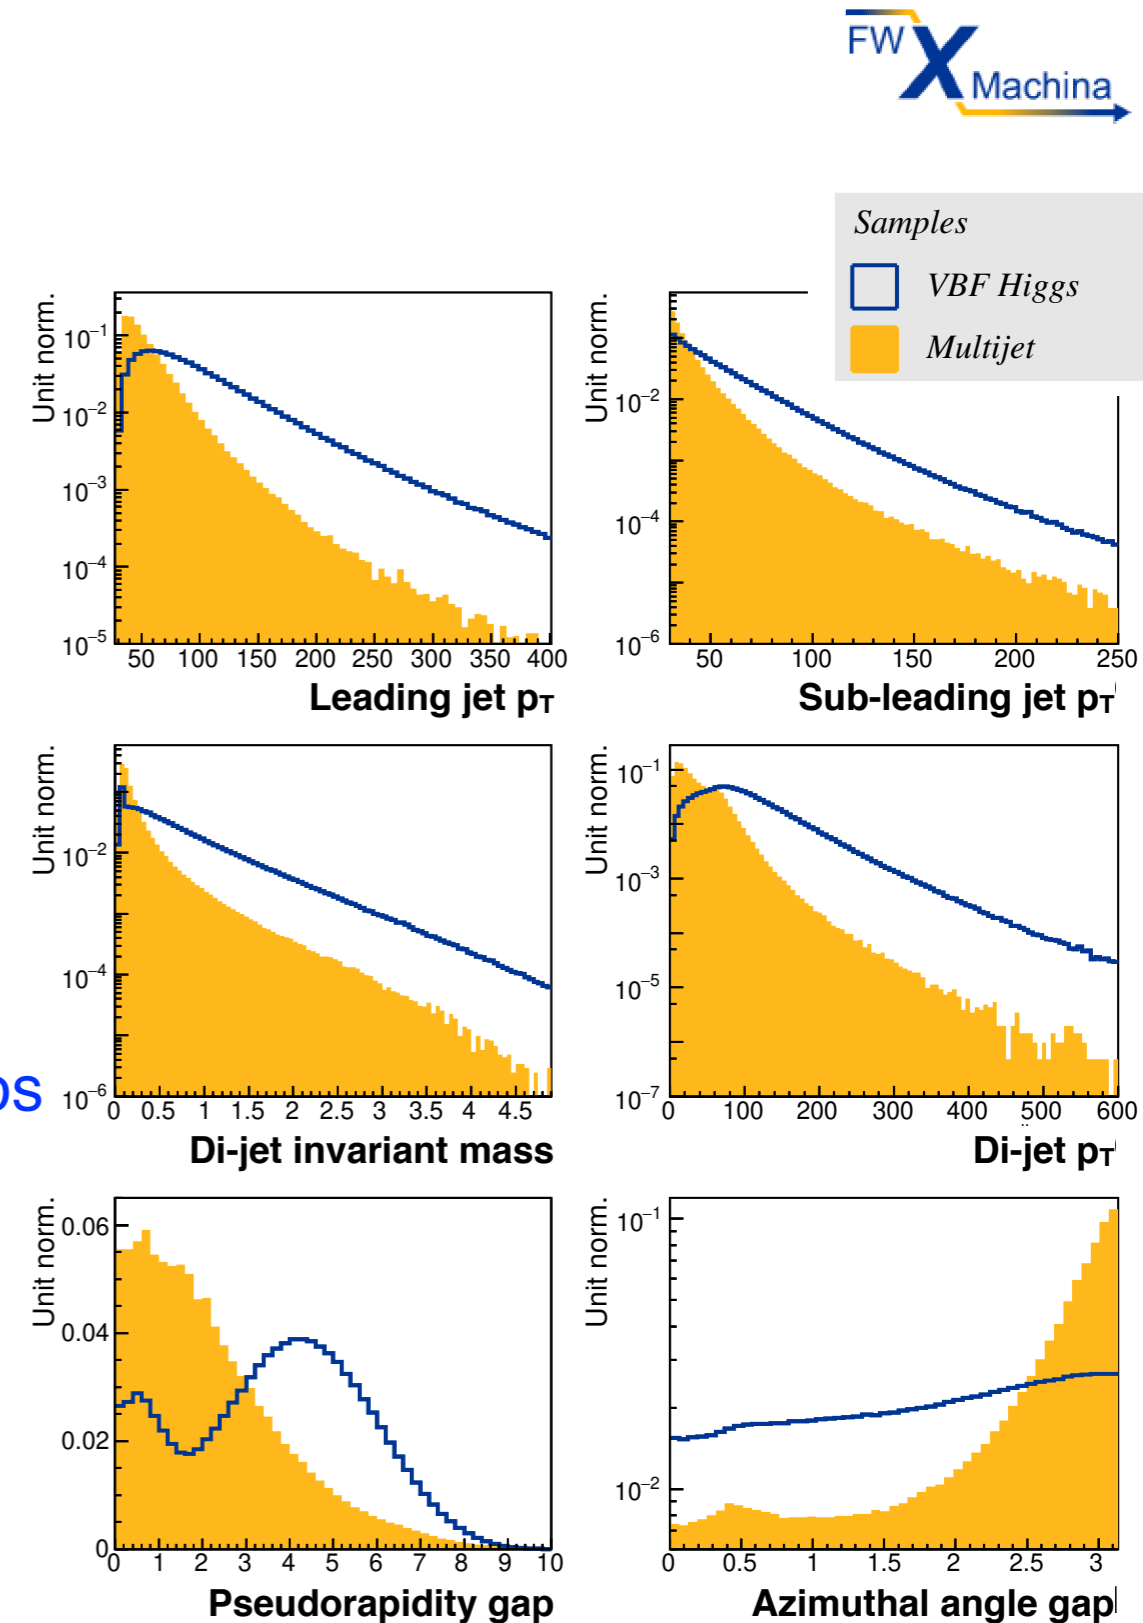 FW
X Machina
Samples
VBF Higgs
Multijet
Unit norm.
10⁻¹
10⁻²
10⁻³
10⁻⁴
10⁻⁵
50 100 150 200 250 300 350 400
Leading jet pT
Unit norm.
10⁻²
10⁻⁴
10⁻⁶
50 100 150 200 250
Sub-leading jet pT
Unit norm.
10⁻²
10⁻⁴
10⁻⁶
0 0.5 1 1.5 2 2.5 3 3.5 4 4.5
Di-jet invariant mass
Unit norm.
10⁻¹
10⁻³
10⁻⁵
10⁻⁷
0 100 200 300 400 500 600
Di-jet pT
os
Unit norm.
0.06
0.04
0.02
0
0 1 2 3 4 5 6 7 8 9 10
Pseudorapidity gap
Unit norm.
10⁻¹
10⁻²
0 0.5 1 1.5 2 2.5 3
Azimuthal angle gap